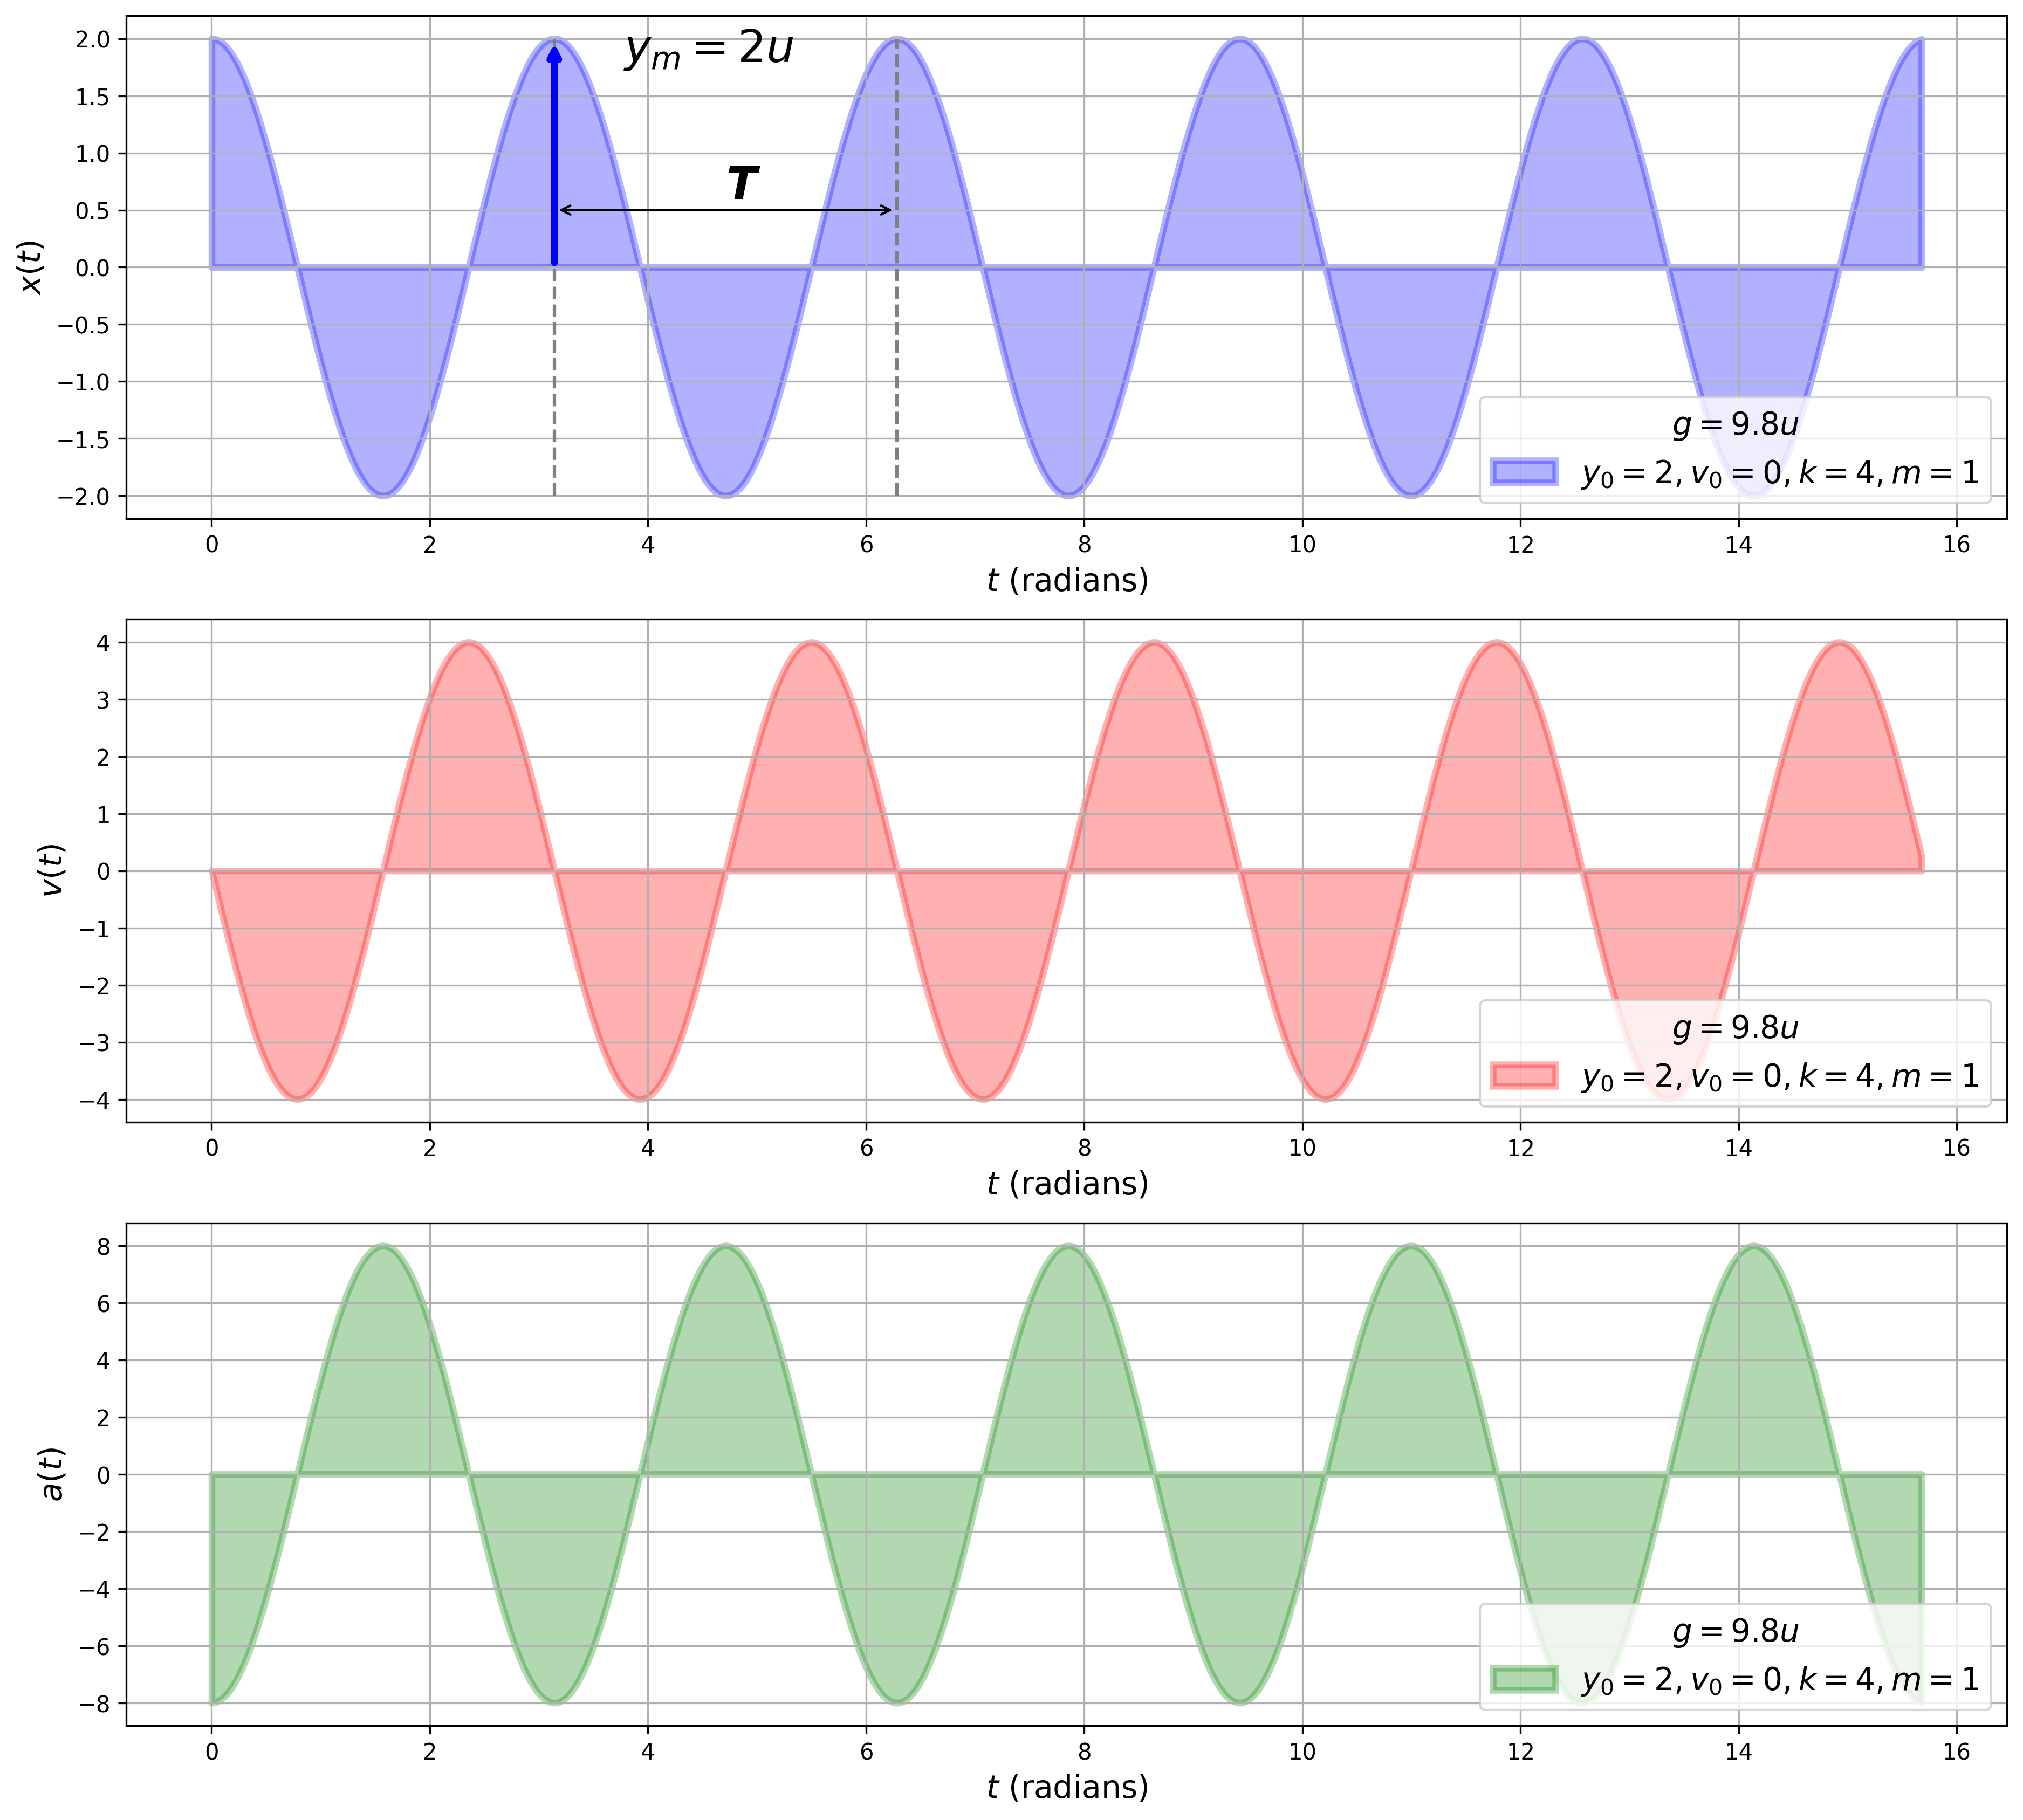 2.0
1.5
1.0
0.5
0.0
−0.5
−1.0
−1.5
−2.0
x(t)
y_m = 2u
T
g = 9.8u
y_0 = 2, v_0 = 0, k = 4, m = 1
0 2 4 6 8 10 12 14 16
t (radians)
4
3
2
1
0
−1
−2
−3
−4
v(t)
g = 9.8u
y_0 = 2, v_0 = 0, k = 4, m = 1
0 2 4 6 8 10 12 14 16
t (radians)
8
6
4
2
0
−2
−4
−6
−8
a(t)
g = 9.8u
y_0 = 2, v_0 = 0, k = 4, m = 1
0 2 4 6 8 10 12 14 16
t (radians)